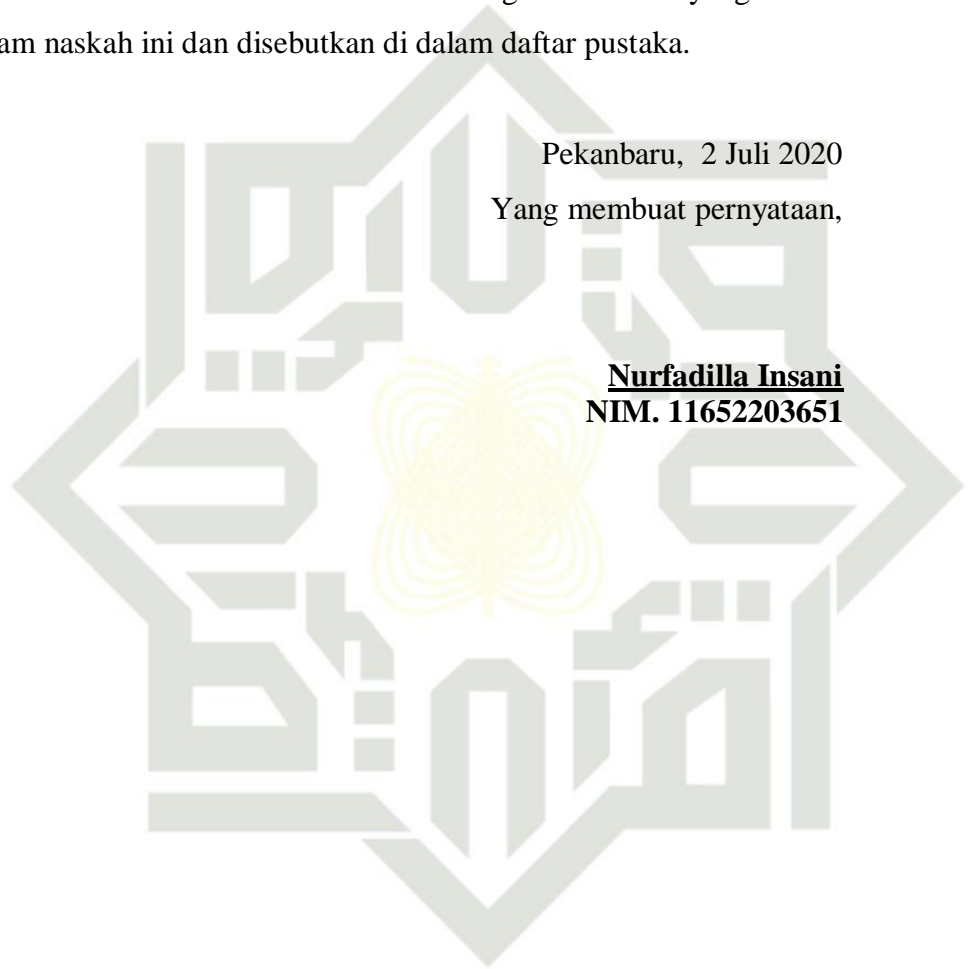 am naskah ini dan disebutkan di dalam daftar pustaka.
Pekanbaru, 2 Juli 2020
Yang membuat pernyataan,
Nurfadilla Insani
NIM. 11652203651